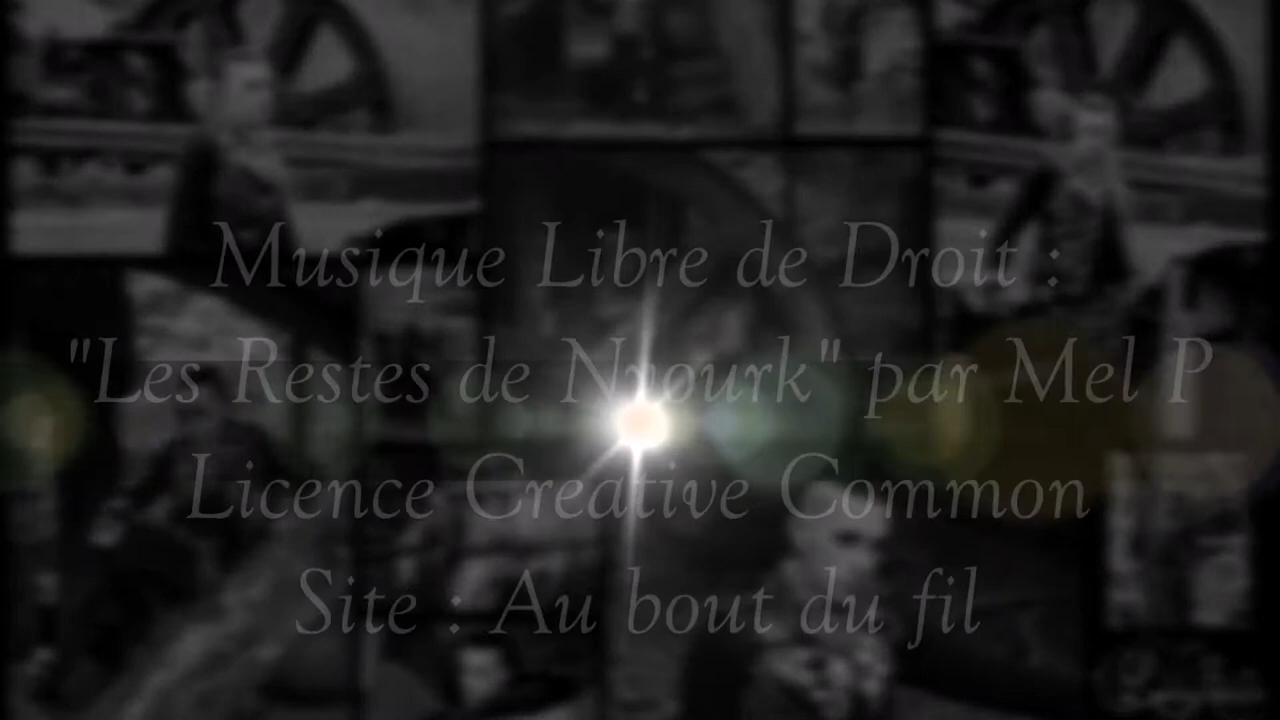 Musique Libre de Droit :
"Les Restes de Nyourk" par Mel P
Licence Creative Common
Site : Au bout du fil